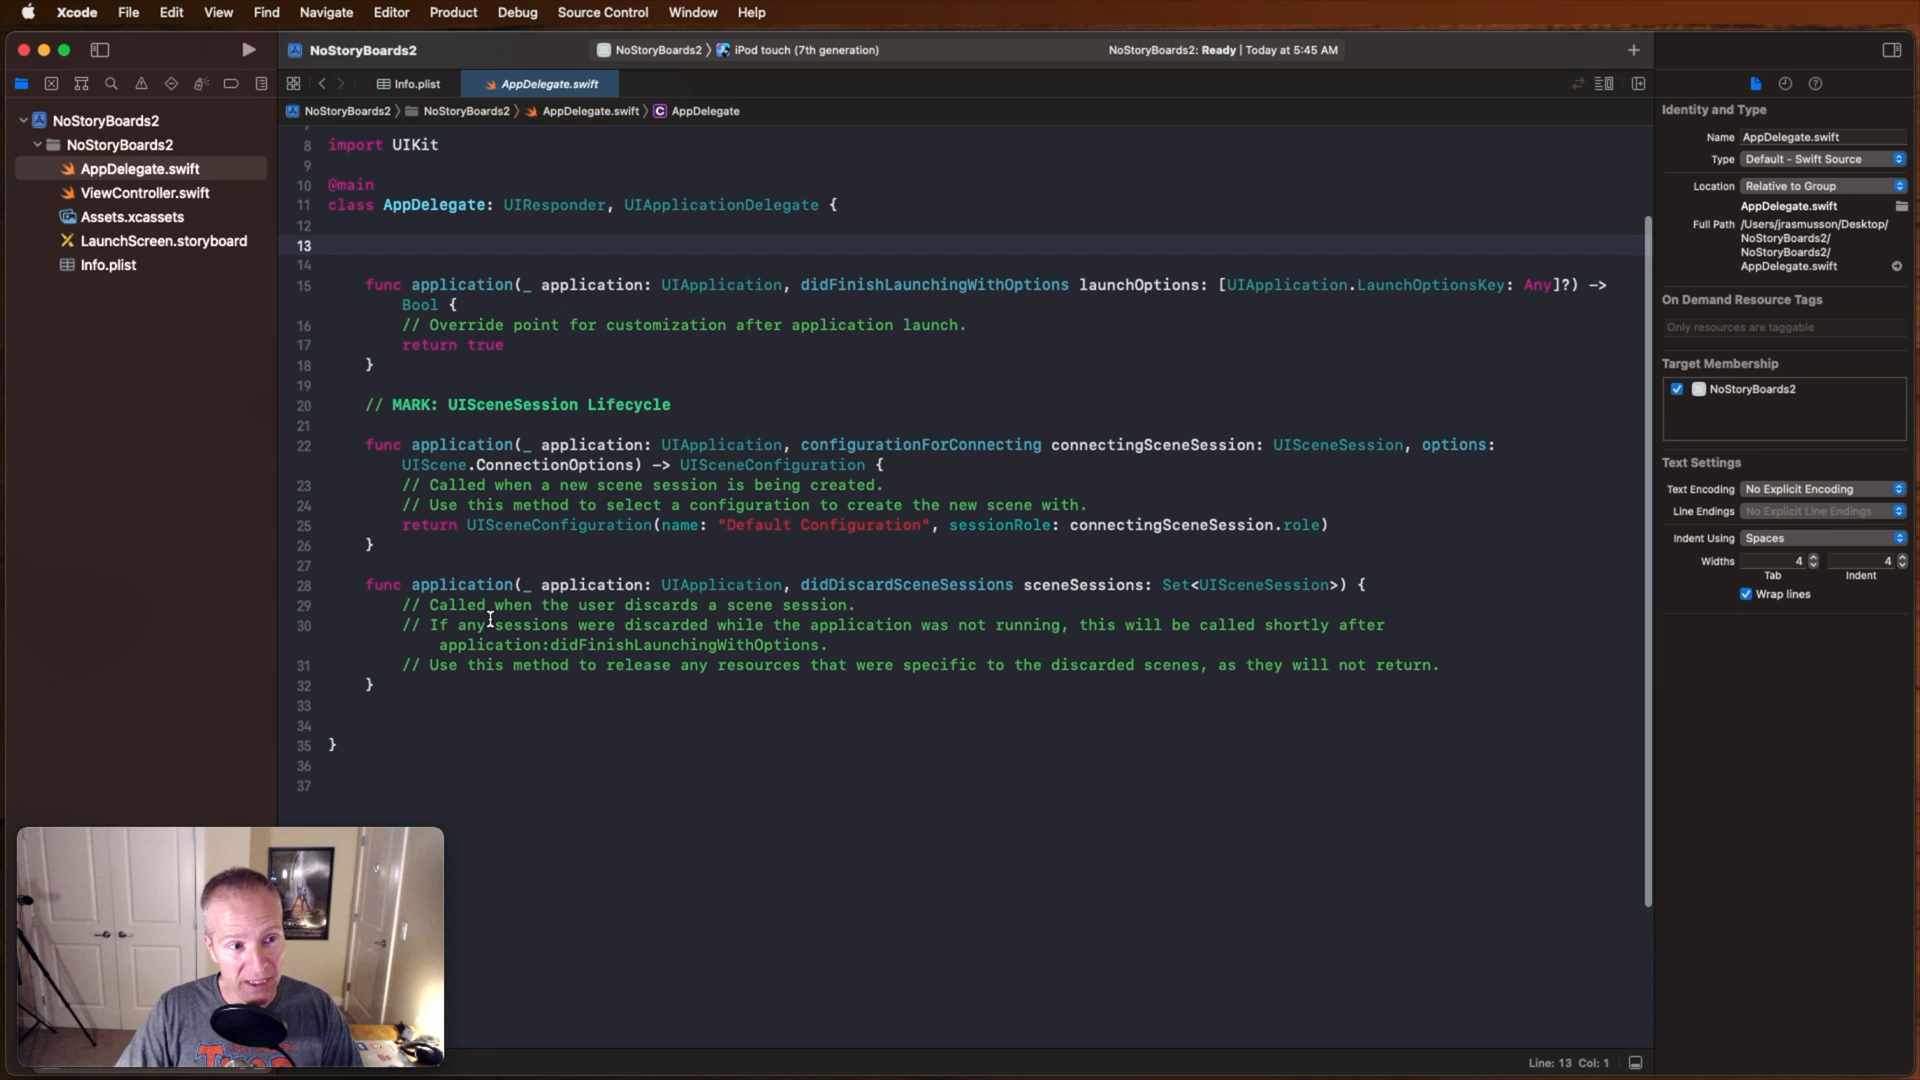 Xcode File Edit View Find Navigate Editor Product Debug Source Control Window Help
NoStoryBoards2
NoStoryBoards2 iPod touch (7th generation)
NoStoryBoards2: Ready | Today at 5:45 AM
Info.plist
AppDelegate.swift
NoStoryBoards2 NoStoryBoards2 AppDelegate.swift C AppDelegate
NoStoryBoards2
NoStoryBoards2
AppDelegate.swift
ViewController.swift
Assets.xcassets
LaunchScreen.storyboard
Info.plist
8 import UIKit
9
10 @main
11 class AppDelegate: UIResponder, UIApplicationDelegate {
12
13
14
15 func application(_ application: UIApplication, didFinishLaunchingWithOptions launchOptions: [UIApplication.LaunchOptionsKey: Any]?) ->
Bool {
16 // Override point for customization after application launch.
17 return true
18 }
19
20 // MARK: UISceneSession Lifecycle
21
22 func application(_ application: UIApplication, configurationForConnecting connectingSceneSession: UISceneSession, options:
UIScene.ConnectionOptions) -> UISceneConfiguration {
23 // Called when a new scene session is being created.
24 // Use this method to select a configuration to create the new scene with.
25 return UISceneConfiguration(name: "Default Configuration", sessionRole: connectingSceneSession.role)
26 }
27
28 func application(_ application: UIApplication, didDiscardSceneSessions sceneSessions: Set<UISceneSession>) {
29 // Called when the user discards a scene session.
30 // If any sessions were discarded while the application was not running, this will be called shortly after
application:didFinishLaunchingWithOptions.
31 // Use this method to release any resources that were specific to the discarded scenes, as they will not return.
32 }
33
34
35 }
36
37
Identity and Type
Name AppDelegate.swift
Type Default - Swift Source
Location Relative to Group
AppDelegate.swift
Full Path /Users/jrasmusson/Desktop/
NoStoryBoards2/
NoStoryBoards2/
AppDelegate.swift
On Demand Resource Tags
Only resources are taggable
Target Membership
NoStoryBoards2
Text Settings
Text Encoding No Explicit Encoding
Line Endings No Explicit Line Endings
Indent Using Spaces
Widths 4 4
Tab Indent
Wrap lines
Line: 13 Col: 1